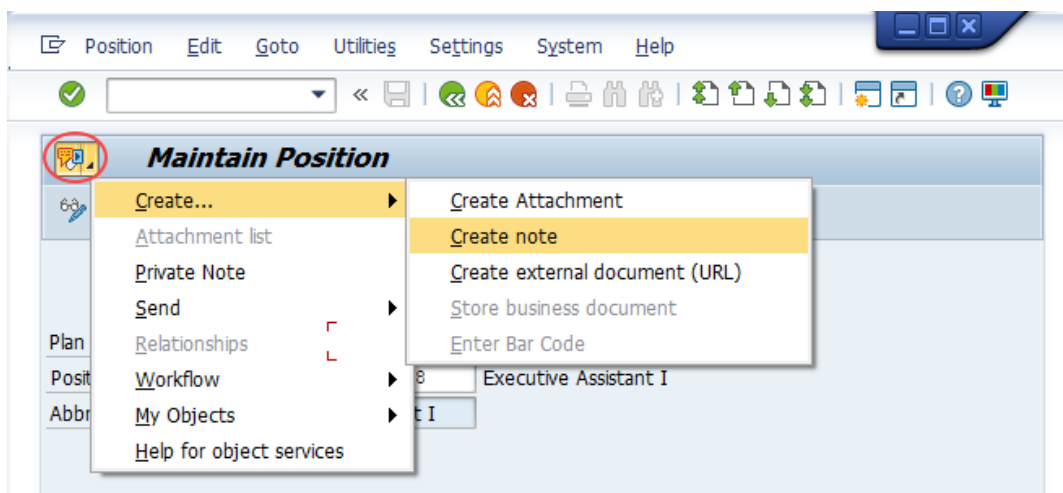 Position Edit Goto Utilities Settings System Help
Maintain Position
Create...
Attachment list
Private Note
Send
Relationships
Workflow
My Objects
Help for object services
Create Attachment
Create note
Create external document (URL)
Store business document
Enter Bar Code
Plan
Posit 8 Executive Assistant I
Abbr t I